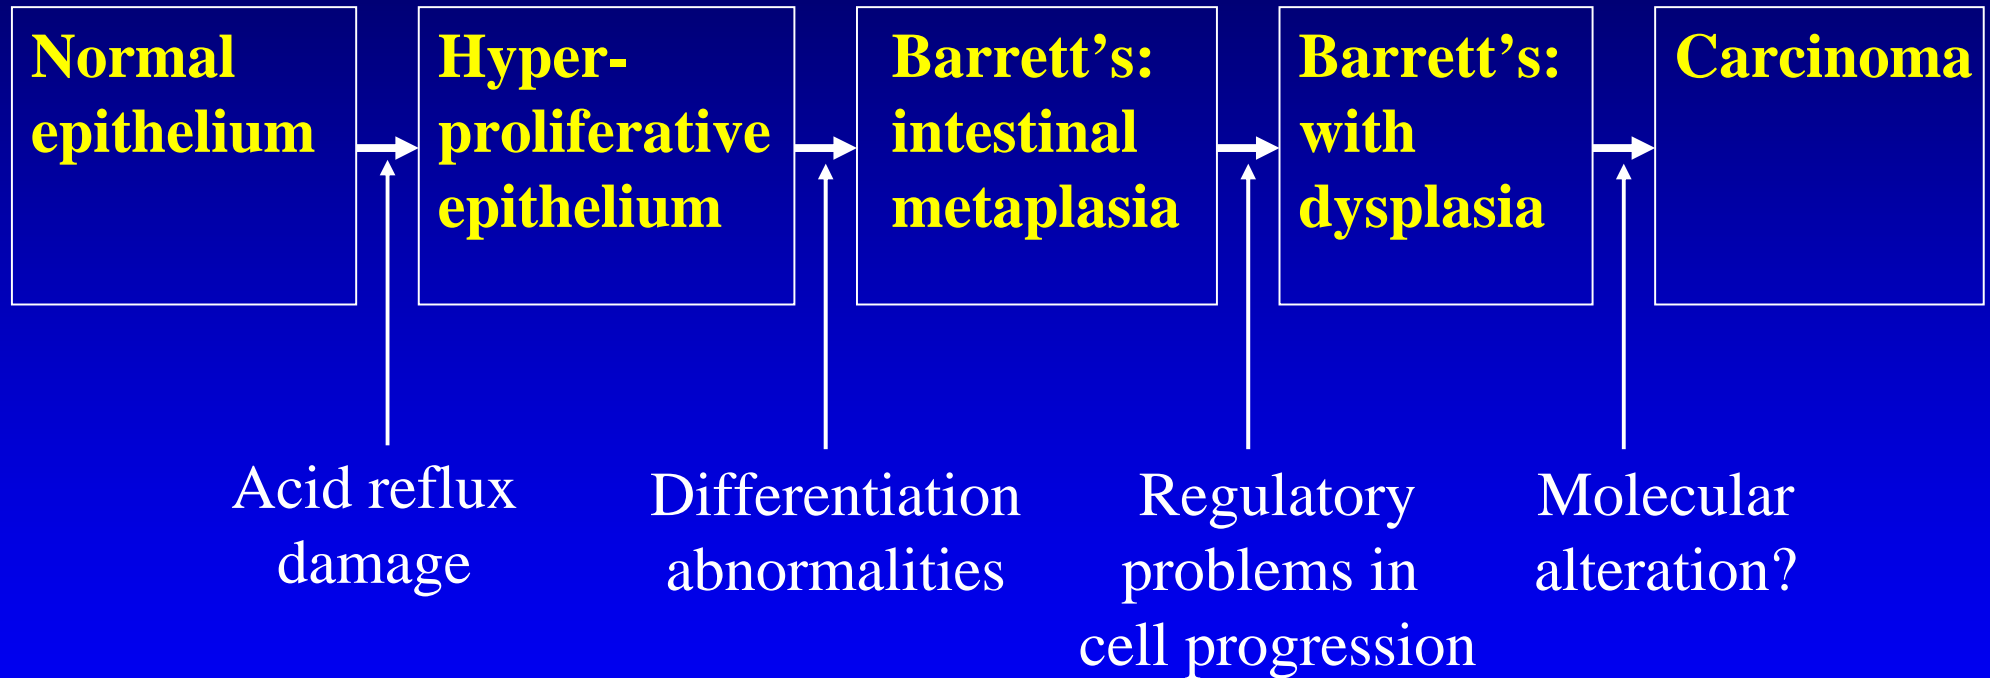 Normal
epithelium
Hyper-
proliferative
epithelium
Barrett’s:
intestinal
metaplasia
Barrett’s:
with
dysplasia
Carcinoma
Acid reflux
damage
Differentiation
abnormalities
Regulatory
problems in
cell progression
Molecular
alteration?